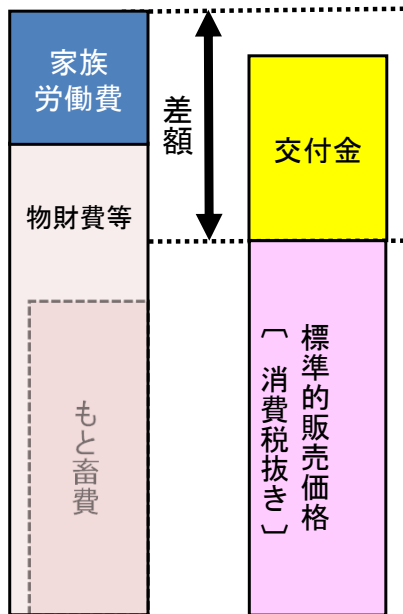 家族
労働費
差額
交付金
物財費等
もと畜費
標準的販売価格
〔消費税抜き〕